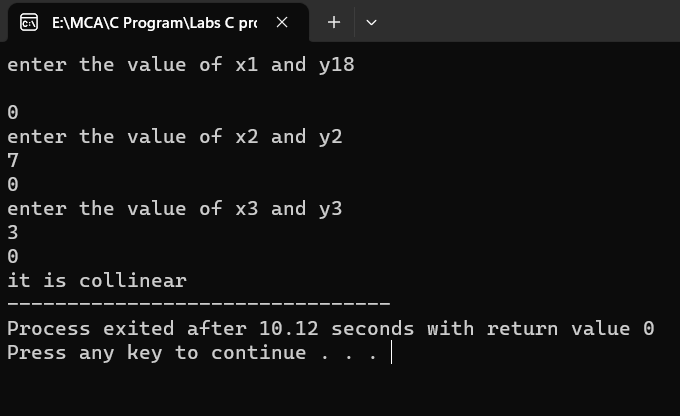 E:\MCA\C Program\Labs C pro
enter the value of x1 and y18
0
enter the value of x2 and y2
7
0
enter the value of x3 and y3
3
0
it is collinear
--------------------------------
Process exited after 10.12 seconds with return value 0
Press any key to continue . . .